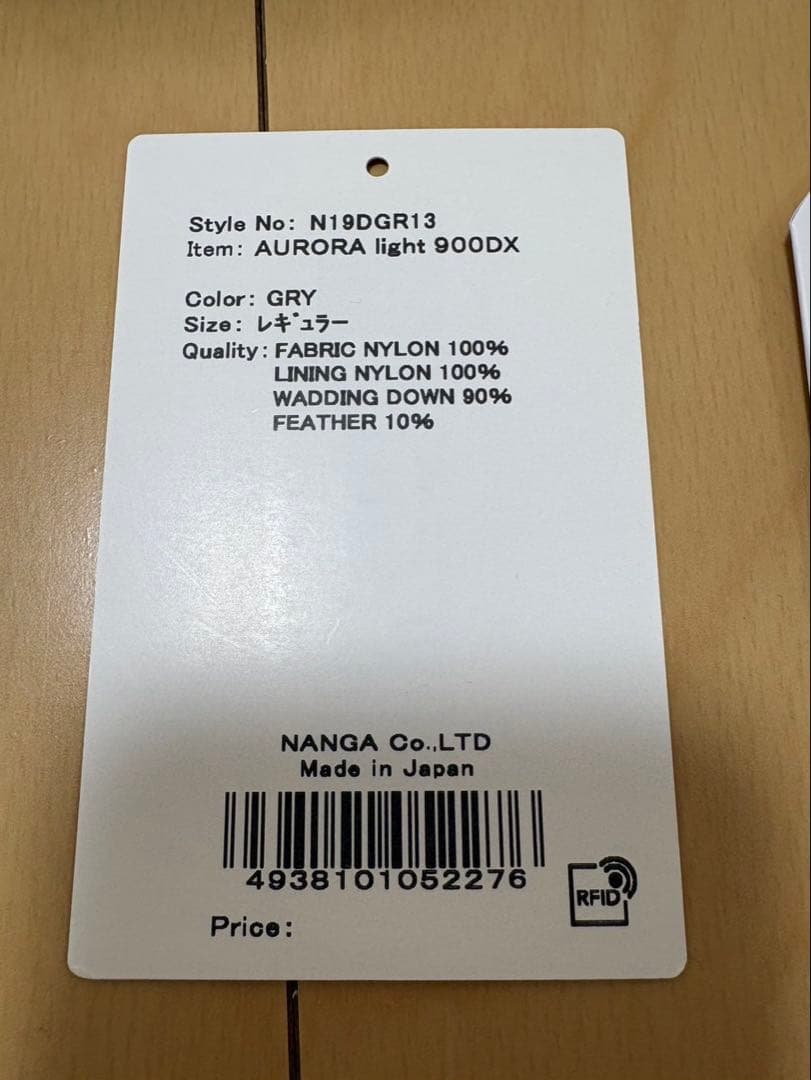 Style No: N19DGR13
Item: AURORA light 900DX
Color: GRY
Size: レギュラー
Quality: FABRIC NYLON 100%
LINING NYLON 100%
WADDING DOWN 90%
FEATHER 10%
NANGA Co.,LTD
Made in Japan
4938101052276
RFID
Price: